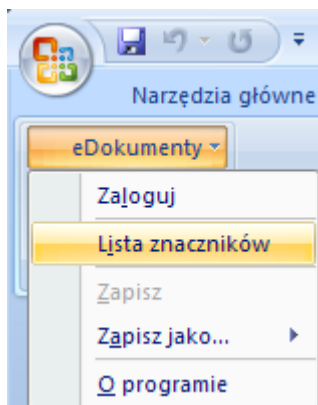 Narzędzia główne
eDokumenty
Zaloguj
Lista znaczników
Zapisz
Zapisz jako...
O programie